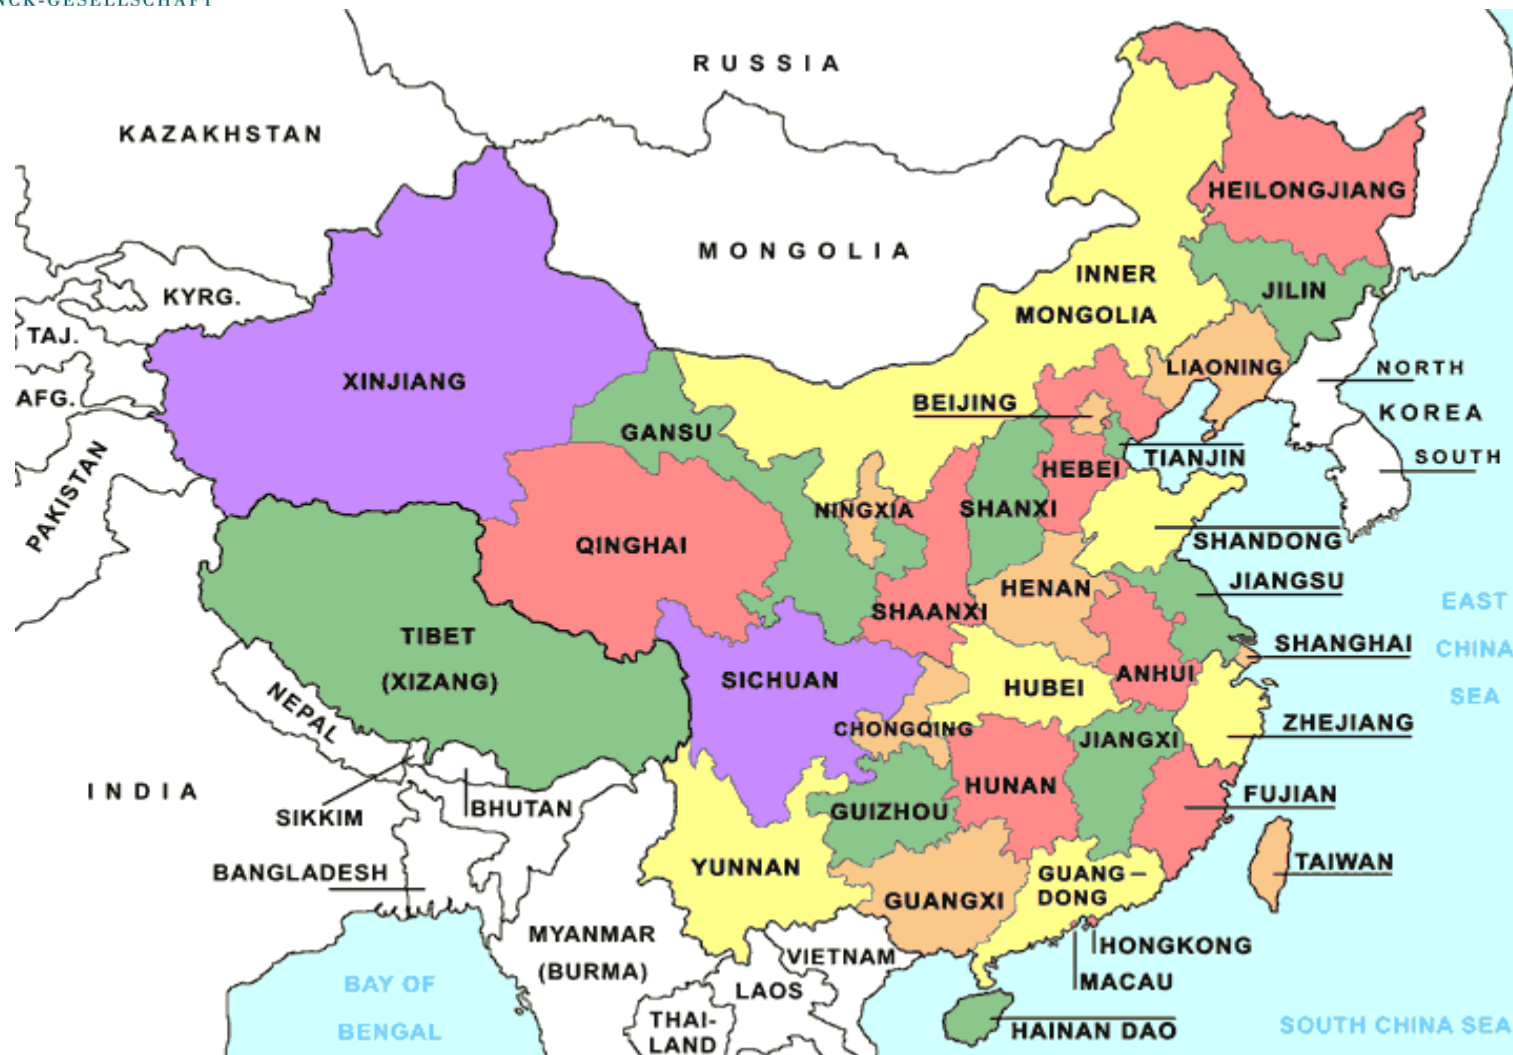 NCK-GESELLSCHAFT
RUSSIA
KAZAKHSTAN
HEILONGJIANG
MONGOLIA
INNER
MONGOLIA
KYRG.
JILIN
TAJ.
XINJIANG
LIAONING
NORTH
AFG.
BEIJING
KOREA
GANSU
TIANJIN
SOUTH
HEBEI
PAKISTAN
NINGXIA
SHANXI
QINGHAI
SHANDONG
HENAN
JIANGSU
SHAANXI
EAST
CHINA
SEA
TIBET
(XIZANG)
SHANGHAI
SICHUAN
HUBEI
ANHUI
NEPAL
CHONGQING
JIANGXI
ZHEJIANG
INDIA
SIKKIM
BHUTAN
HUNAN
FUJIAN
GUIZHOU
BANGLADESH
YUNNAN
GUANG-
DONG
TAIWAN
GUANGXI
MYANMAR
(BURMA)
VIETNAM
HONGKONG
MACAU
BAY OF
BENGAL
LAOS
THAI-
LAND
HAINAN DAO
SOUTH CHINA SEA